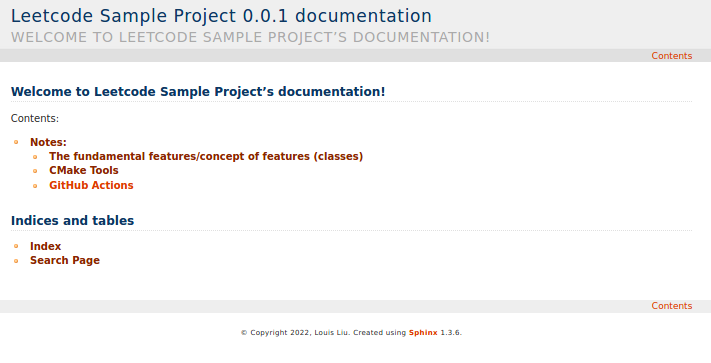 Leetcode Sample Project 0.0.1 documentation
WELCOME TO LEETCODE SAMPLE PROJECT'S DOCUMENTATION!
Contents
Welcome to Leetcode Sample Project’s documentation!
Contents:
Notes:
The fundamental features/concept of features (classes)
CMake Tools
GitHub Actions
Indices and tables
Index
Search Page
Contents
© Copyright 2022, Louis Liu. Created using Sphinx 1.3.6.